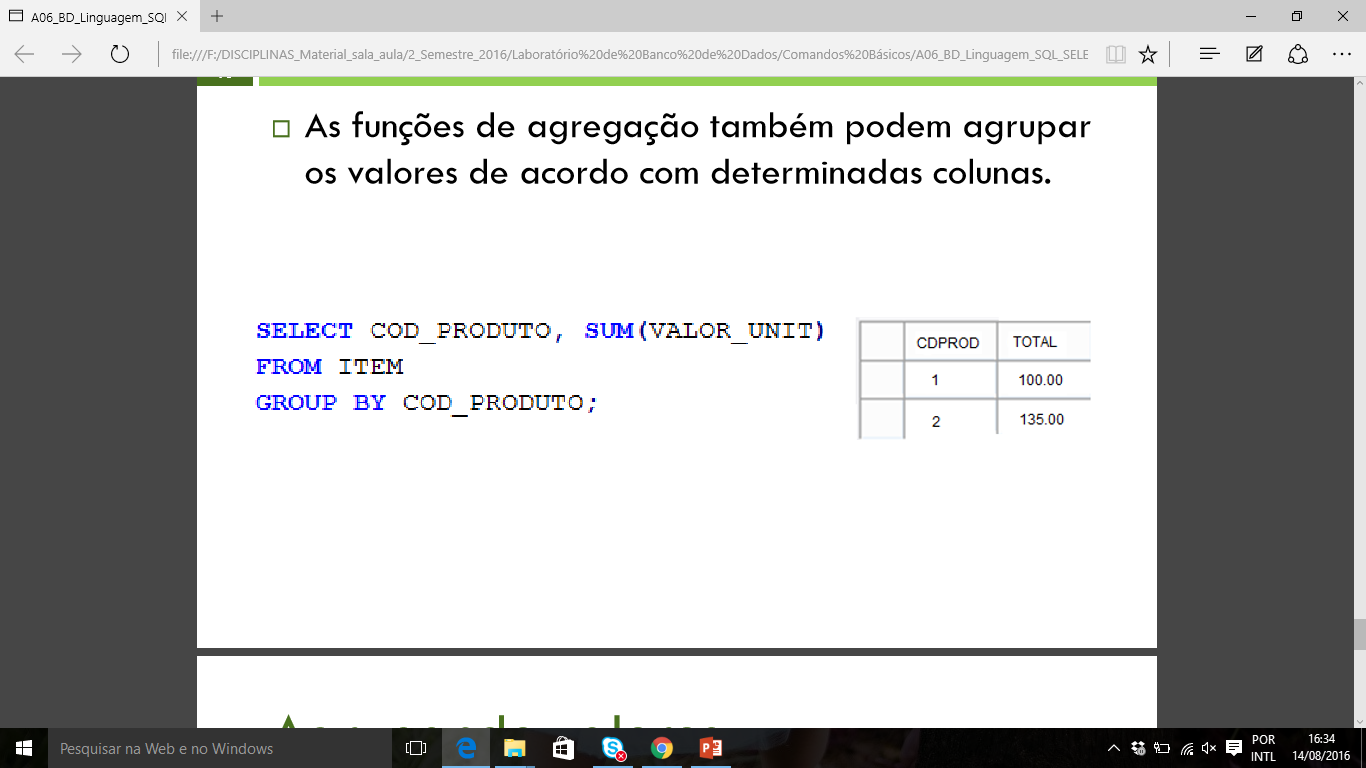 A06_BD_Linguagem_SQL
file:///F:/DISCIPLINAS_Material_sala_aula/2_Semestre_2016/Laboratório%20de%20Banco%20de%20Dados/Comandos%20Básicos/A06_BD_Linguagem_SQL_SELE
As funções de agregação também podem agrupar
os valores de acordo com determinadas colunas.
SELECT COD_PRODUTO, SUM(VALOR_UNIT)
FROM ITEM
GROUP BY COD_PRODUTO;
CDPROD TOTAL
1 100.00
2 135.00
Pesquisar na Web e no Windows
POR
INTL
16:34
14/08/2016